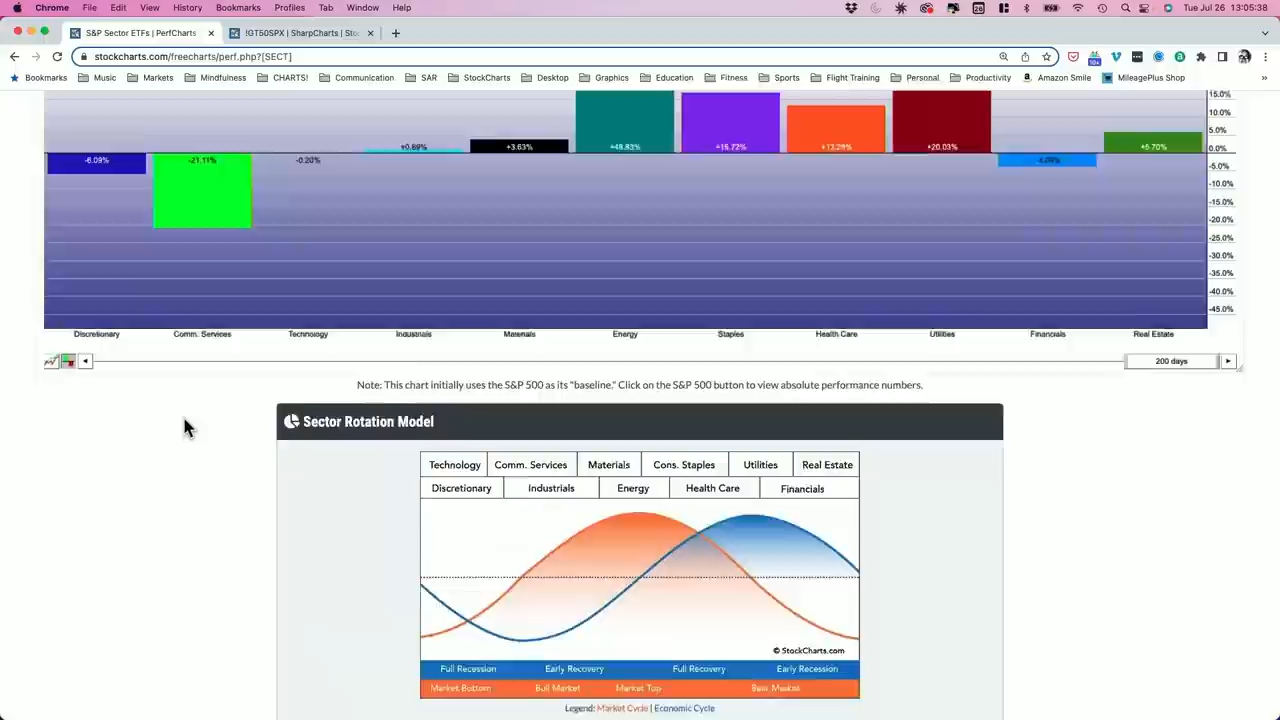 Chrome File Edit View History Bookmarks Profiles Tab Window Help Tue Jul 26 13:05:38
S&P Sector ETFs | PerfCharts !GT50SPX | SharpCharts | Stoc
stockcharts.com/freecharts/perf.php?[SECT]
Bookmarks Music Markets Mindfulness CHARTS! Communication SAR StockCharts Desktop Graphics Education Fitness Sports Flight Training Personal Productivity Amazon Smile MileagePlus Shop »
15.0%
10.0%
5.0%
0.0%
-5.0%
-10.0%
-15.0%
-20.0%
-25.0%
-30.0%
-35.0%
-40.0%
-45.0%
-6.09% -21.11% -0.20% +3.63% +48.83% +20.03% +5.70%
Discretionary Comm. Services Technology Industrials Materials Energy Staples Health Care Utilities Financials Real Estate
200 days
Note: This chart initially uses the S&P 500 as its "baseline." Click on the S&P 500 button to view absolute performance numbers.
Sector Rotation Model
Technology Comm. Services Materials Cons. Staples Utilities Real Estate
Discretionary Industrials Energy Health Care Financials
© StockCharts.com
Full Recession Early Recovery Full Recovery Early Recession
Market Bottom Bull Market Market Top Bear Market
Legend: Market Cycle | Economic Cycle